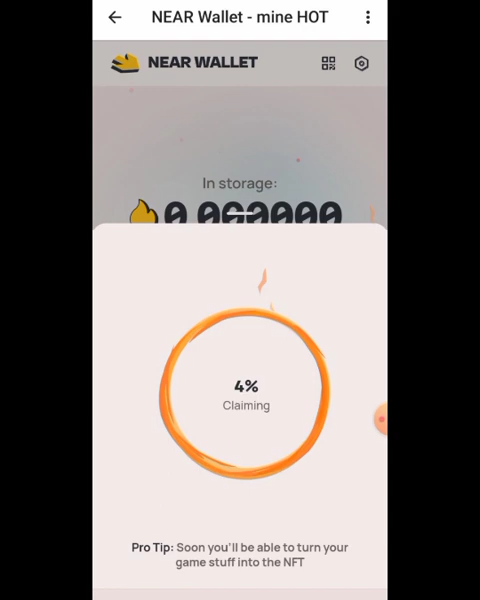 NEAR Wallet - mine HOT
NEAR WALLET
In storage:
4%
Claiming
Pro Tip: Soon you'll be able to turn your
game stuff into the NFT